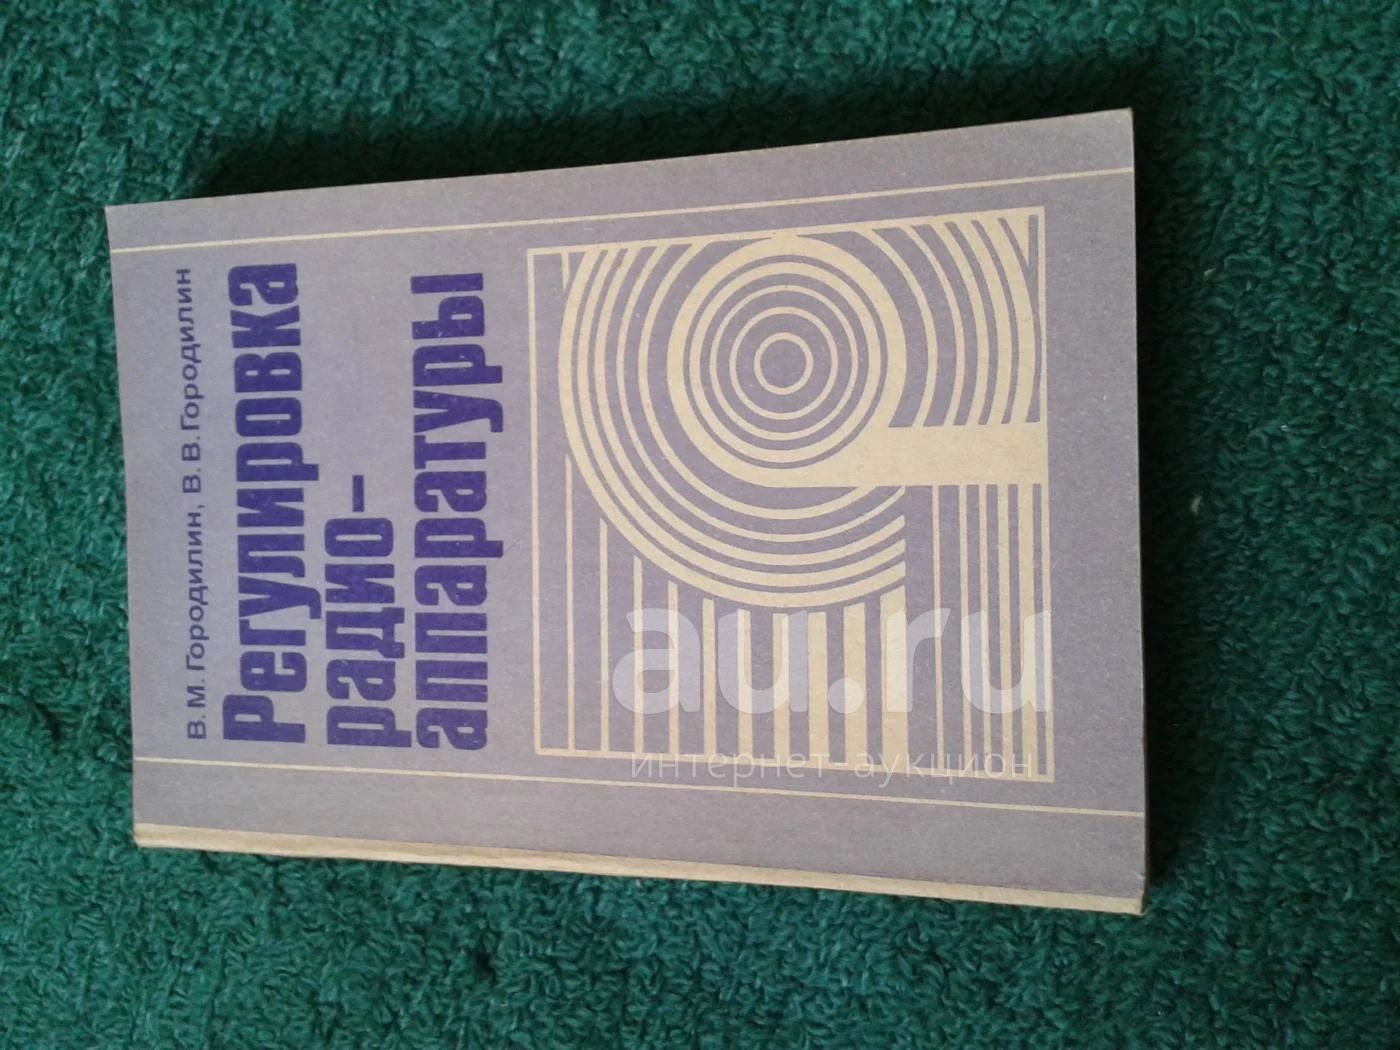 В. М. Городилин, В. В. Городилин
Регулировка
радио-
аппаратуры
au.ru
интернет-аукцион